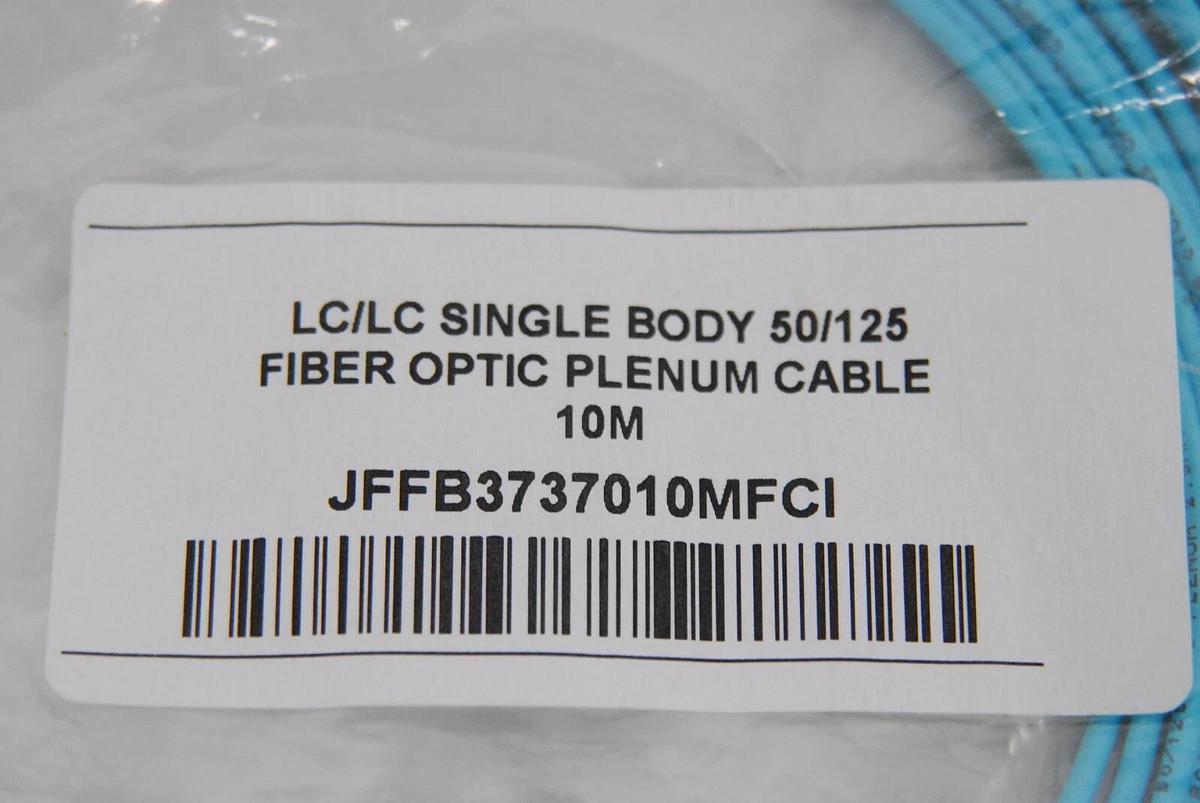 LC/LC SINGLE BODY 50/125
FIBER OPTIC PLENUM CABLE
10M
JFFB3737010MFCI